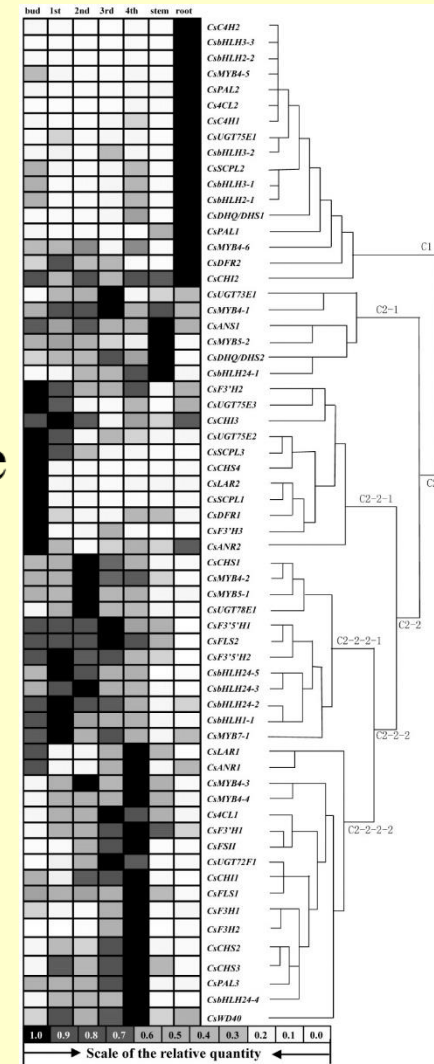 bud 1st 2nd 3rd 4th stem root
CsC4H2
CsbHLH3-3
CsbHLH2-2
CsMYB4-5
CsPAL2
Cs4CL2
CsC4H1
CsUGT75E1
CsbHLH3-2
CsSCPL2
CsbHLH3-1
CsbHLH2-1
CsDHQ/DHS1
CsPAL1
CsMYB4-6
CsDFR2
C1
CsCHI2
CsUGT73E1
CsMYB4-1
C2-1
CsANS1
CsMYB5-2
CsDHQ/DHS2
CsbHLH24-1
CsF3'H2
CsUGT75E3
CsCHI3
CsUGT75E2
CsSCPL3
CsCHS4
C2
CsLAR2
CsSCPL1
C2-2-1
CsDFR1
CsF3'H3
CsANR2
CsCHS1
CsMYB4-2
CsMYB5-1
CsUGT78E1
C2-2
CsF3'5'H1
C2-2-2-1
CsFLS2
CsF3'5'H2
CsbHLH24-5
CsbHLH24-3
CsbHLH24-2
CsbHLH1-1
C2-2-2
CsMYB7-1
CsLAR1
CsANR1
CsMYB4-3
CsMYB4-4
Cs4CL1
CsF3'H1
C2-2-2-2
CsFSII
CsUGT72F1
CsCHI1
CsFLS1
CsF3H1
CsF3H2
CsCHS2
CsCHS3
CsPAL3
CsbHLH24-4
CsWD40
1.0 0.9 0.8 0.7 0.6 0.5 0.4 0.3 0.2 0.1 0.0
Scale of the relative quantity